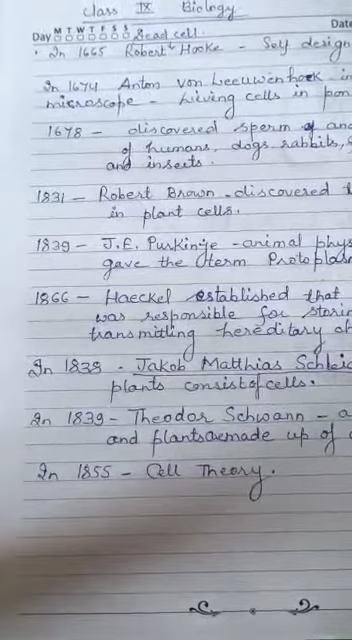 Class IX Biology
Day M T W T F S S Dead cell. Date
• In 1665 Robert Hooke - Self design
In 1674 Anton von Leeuwenhoek in
microscope - Living cells in pon
1678 - discovered sperm of an
of humans, dogs, rabbits,
and insects.
1831 - Robert Brown - discovered t
in plant cells.
1839 - J.E. Purkinje - animal phys
gave the term Protoplas
1866 - Haeckel established that
was responsible for storin
transmitting hereditary ch
In 1838 - Jakob Matthias Schleid
plants consist of cells.
In 1839 - Theodor Schwann - a
and plants are made up of c
In 1855 - Cell Theory.